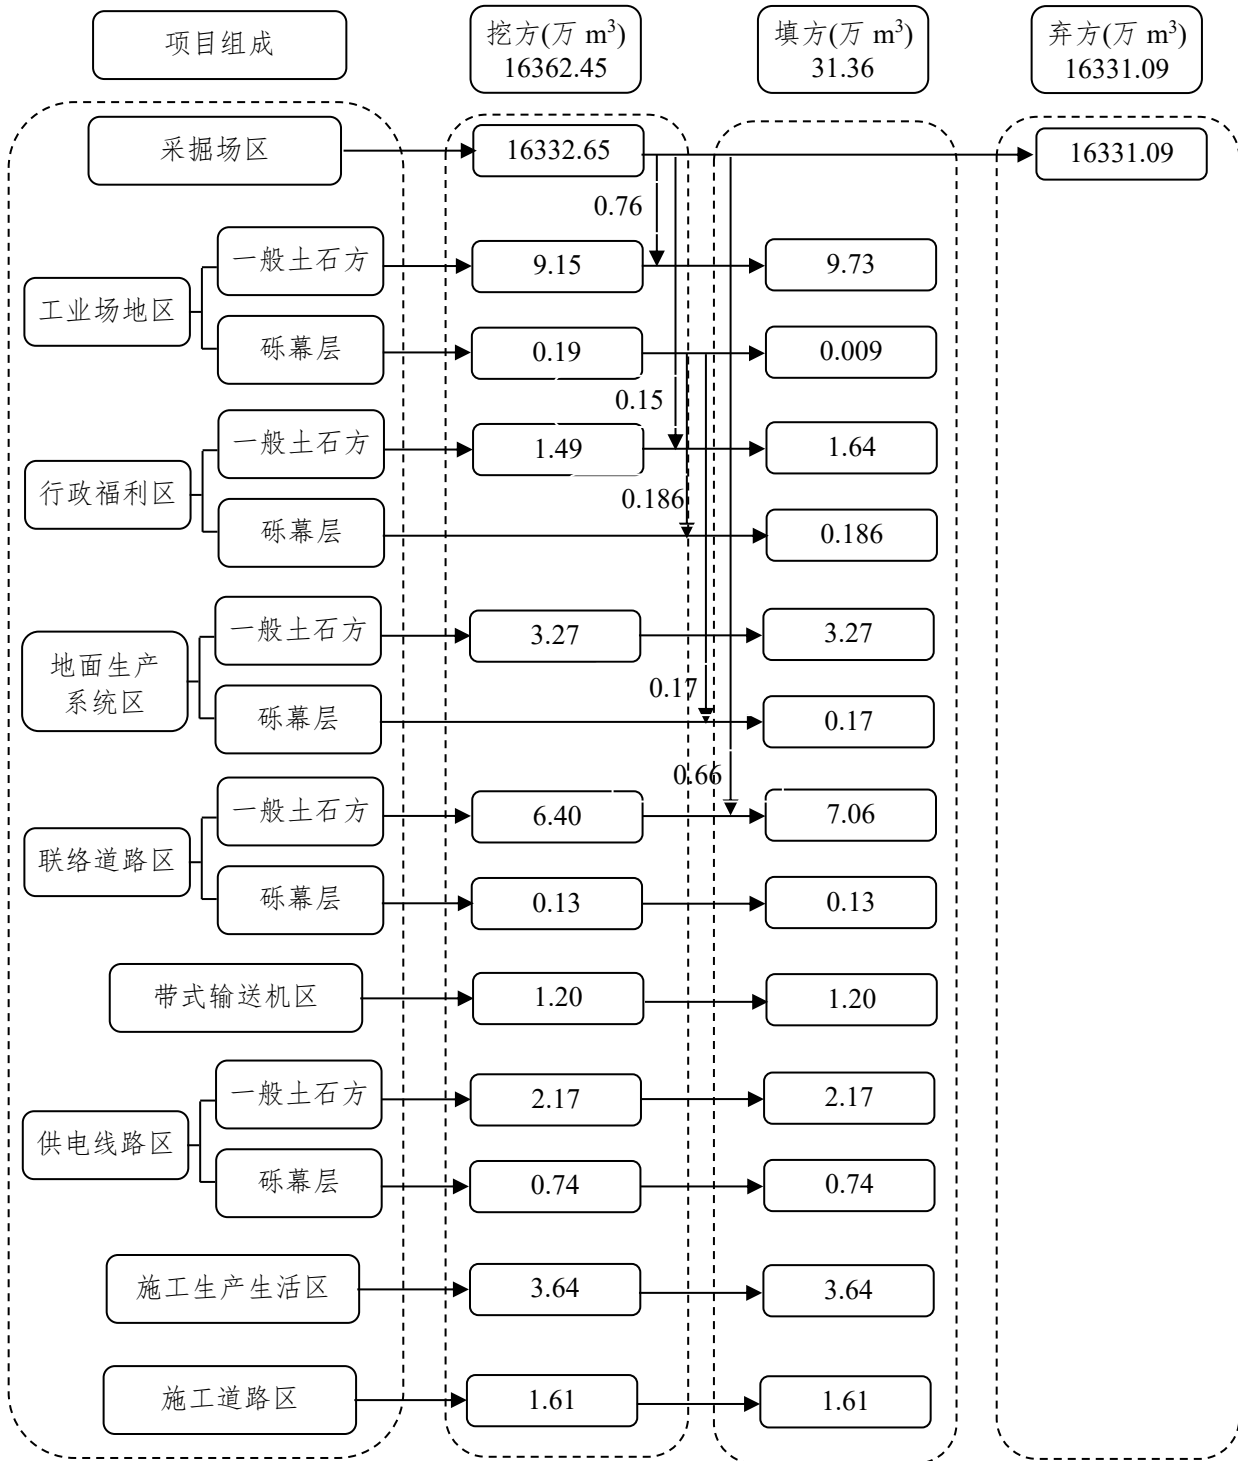 项目组成
挖方(万 m³)
16362.45
填方(万 m³)
31.36
弃方(万 m³)
16331.09
采掘场区
16332.65
16331.09
0.76
工业场地区
一般土石方
9.15
9.73
砾幕层
0.19
0.009
0.15
行政福利区
一般土石方
1.49
1.64
0.186
砾幕层
0.186
地面生产
系统区
一般土石方
3.27
3.27
0.17
砾幕层
0.17
0.66
联络道路区
一般土石方
6.40
7.06
砾幕层
0.13
0.13
带式输送机区
1.20
1.20
供电线路区
一般土石方
2.17
2.17
砾幕层
0.74
0.74
施工生产生活区
3.64
3.64
施工道路区
1.61
1.61